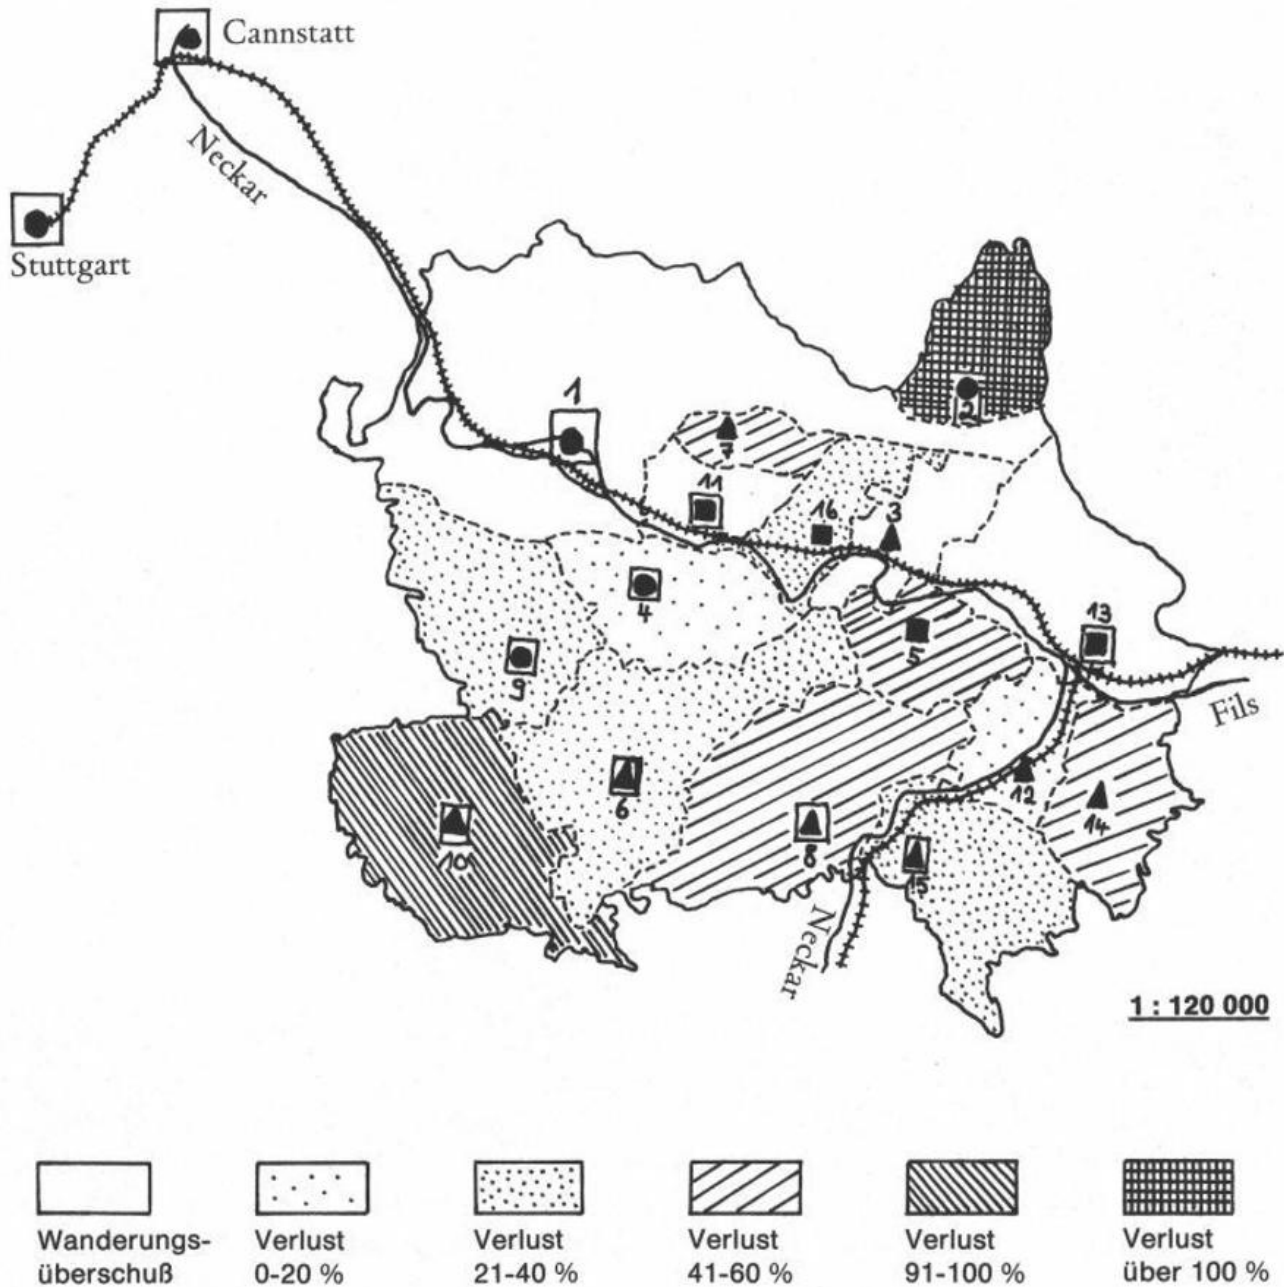 Cannstatt
Neckar
Stuttgart
1
2
7
11
16
3
4
13
5
9
Fils
6
12
14
10
8
15
Neckar
1 : 120 000
Wanderungs-
überschuß
Verlust
0-20 %
Verlust
21-40 %
Verlust
41-60 %
Verlust
91-100 %
Verlust
über 100 %